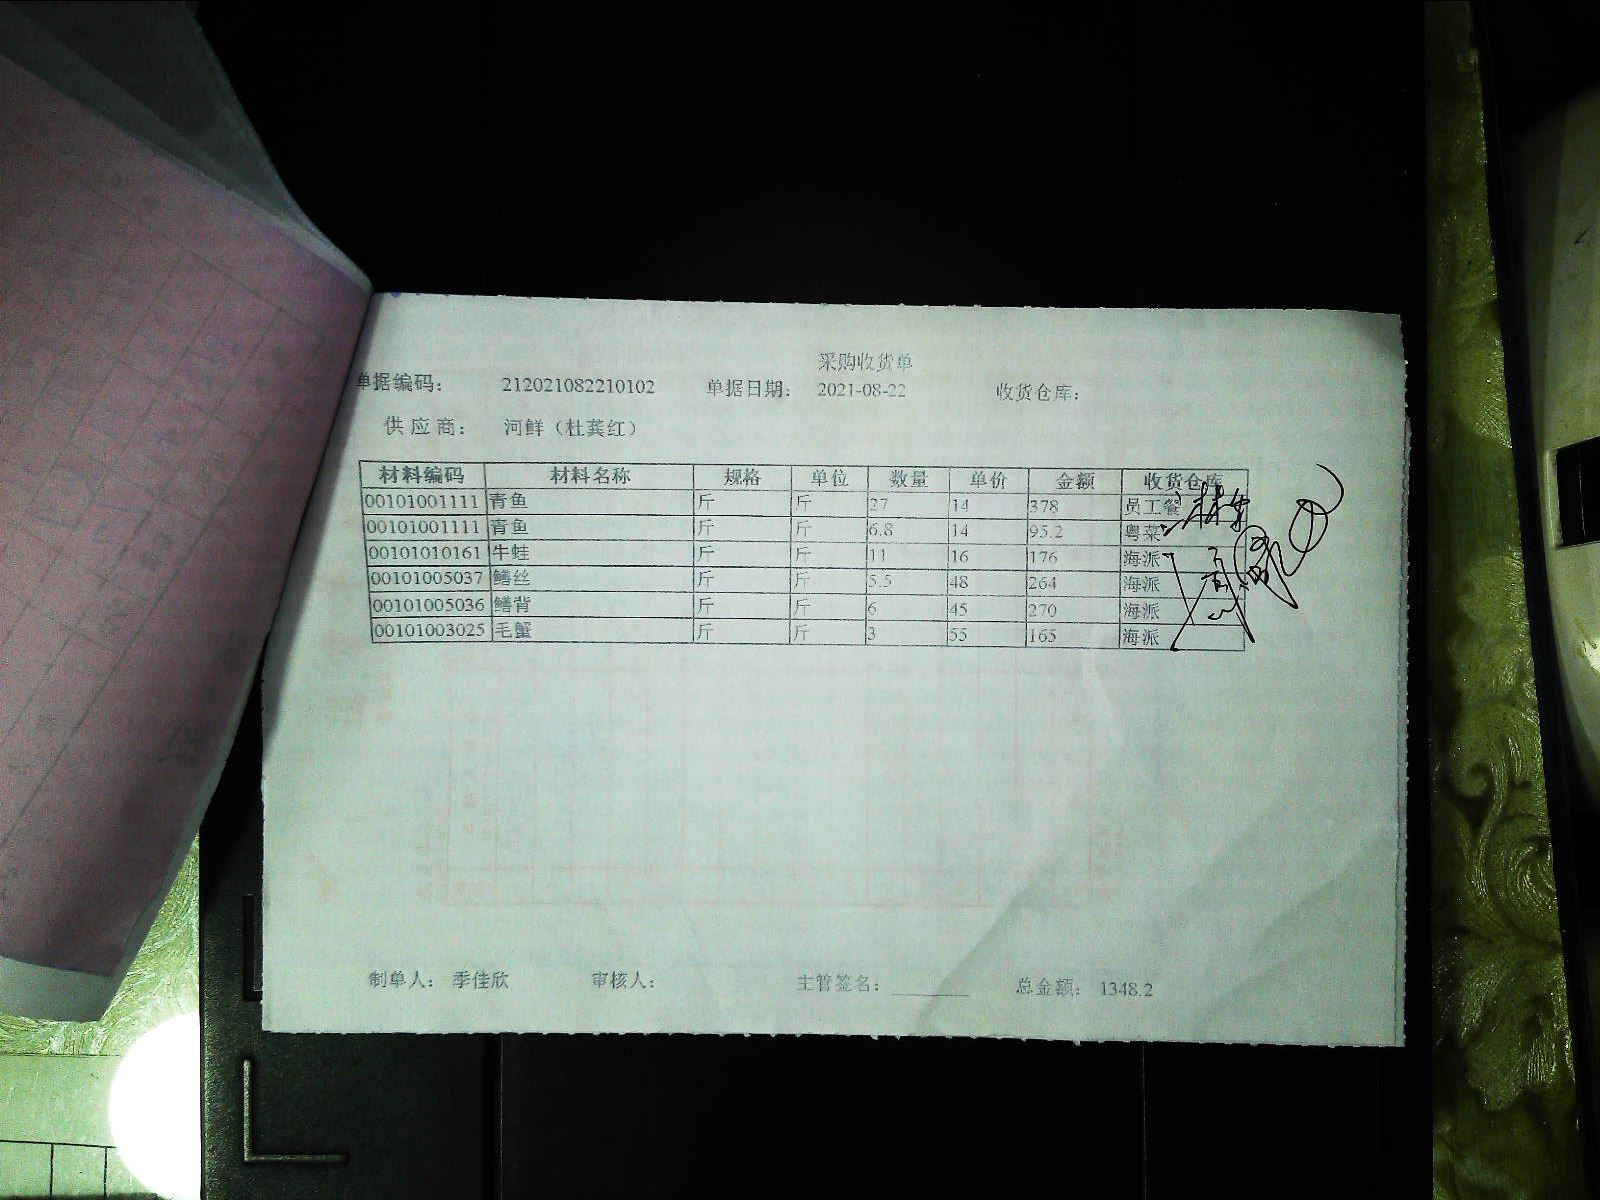 采购收货单
单据编码： 212021082210102 单据日期： 2021-08-22 收货仓库：
供应商： 河鲜（杜龚红）
材料编码 材料名称 规格 单位 数量 单价 金额 收货仓库
00101001111 青鱼 斤 斤 27 14 378 员工餐
00101001111 青鱼 斤 斤 6.8 14 95.2 粤菜
00101010161 牛蛙 斤 斤 11 16 176 海派
00101005037 鳝丝 斤 斤 5.5 48 264 海派
00101005036 鳝背 斤 斤 6 45 270 海派
00101003025 毛蟹 斤 斤 3 55 165 海派
制单人： 季佳欣 审核人： 主管签名： 总金额： 1348.2